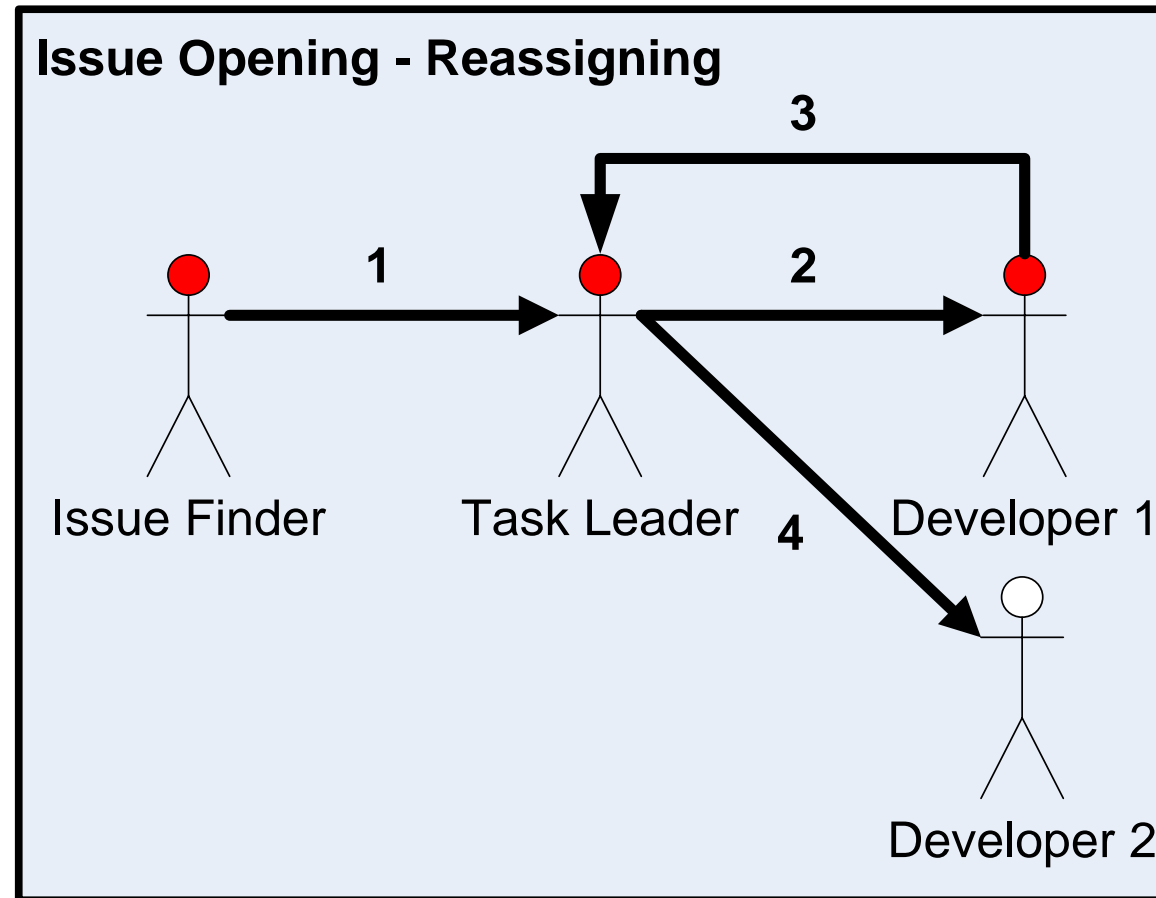 Issue Opening - Reassigning
3
1
2
Issue Finder
Task Leader
4
Developer 1
Developer 2